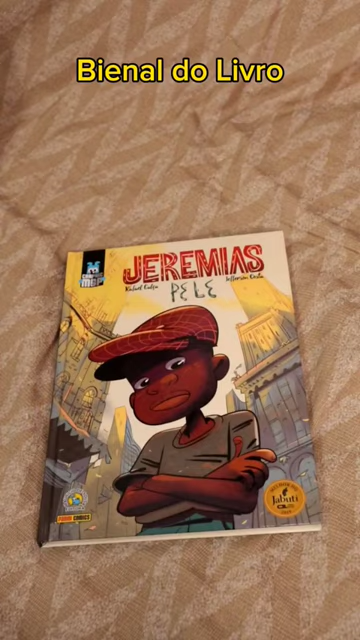 Bienal do Livro
JEREMIAS
Rafael Calça
Jefferson Costa
PELE
Jabuti
PANINI COMICS